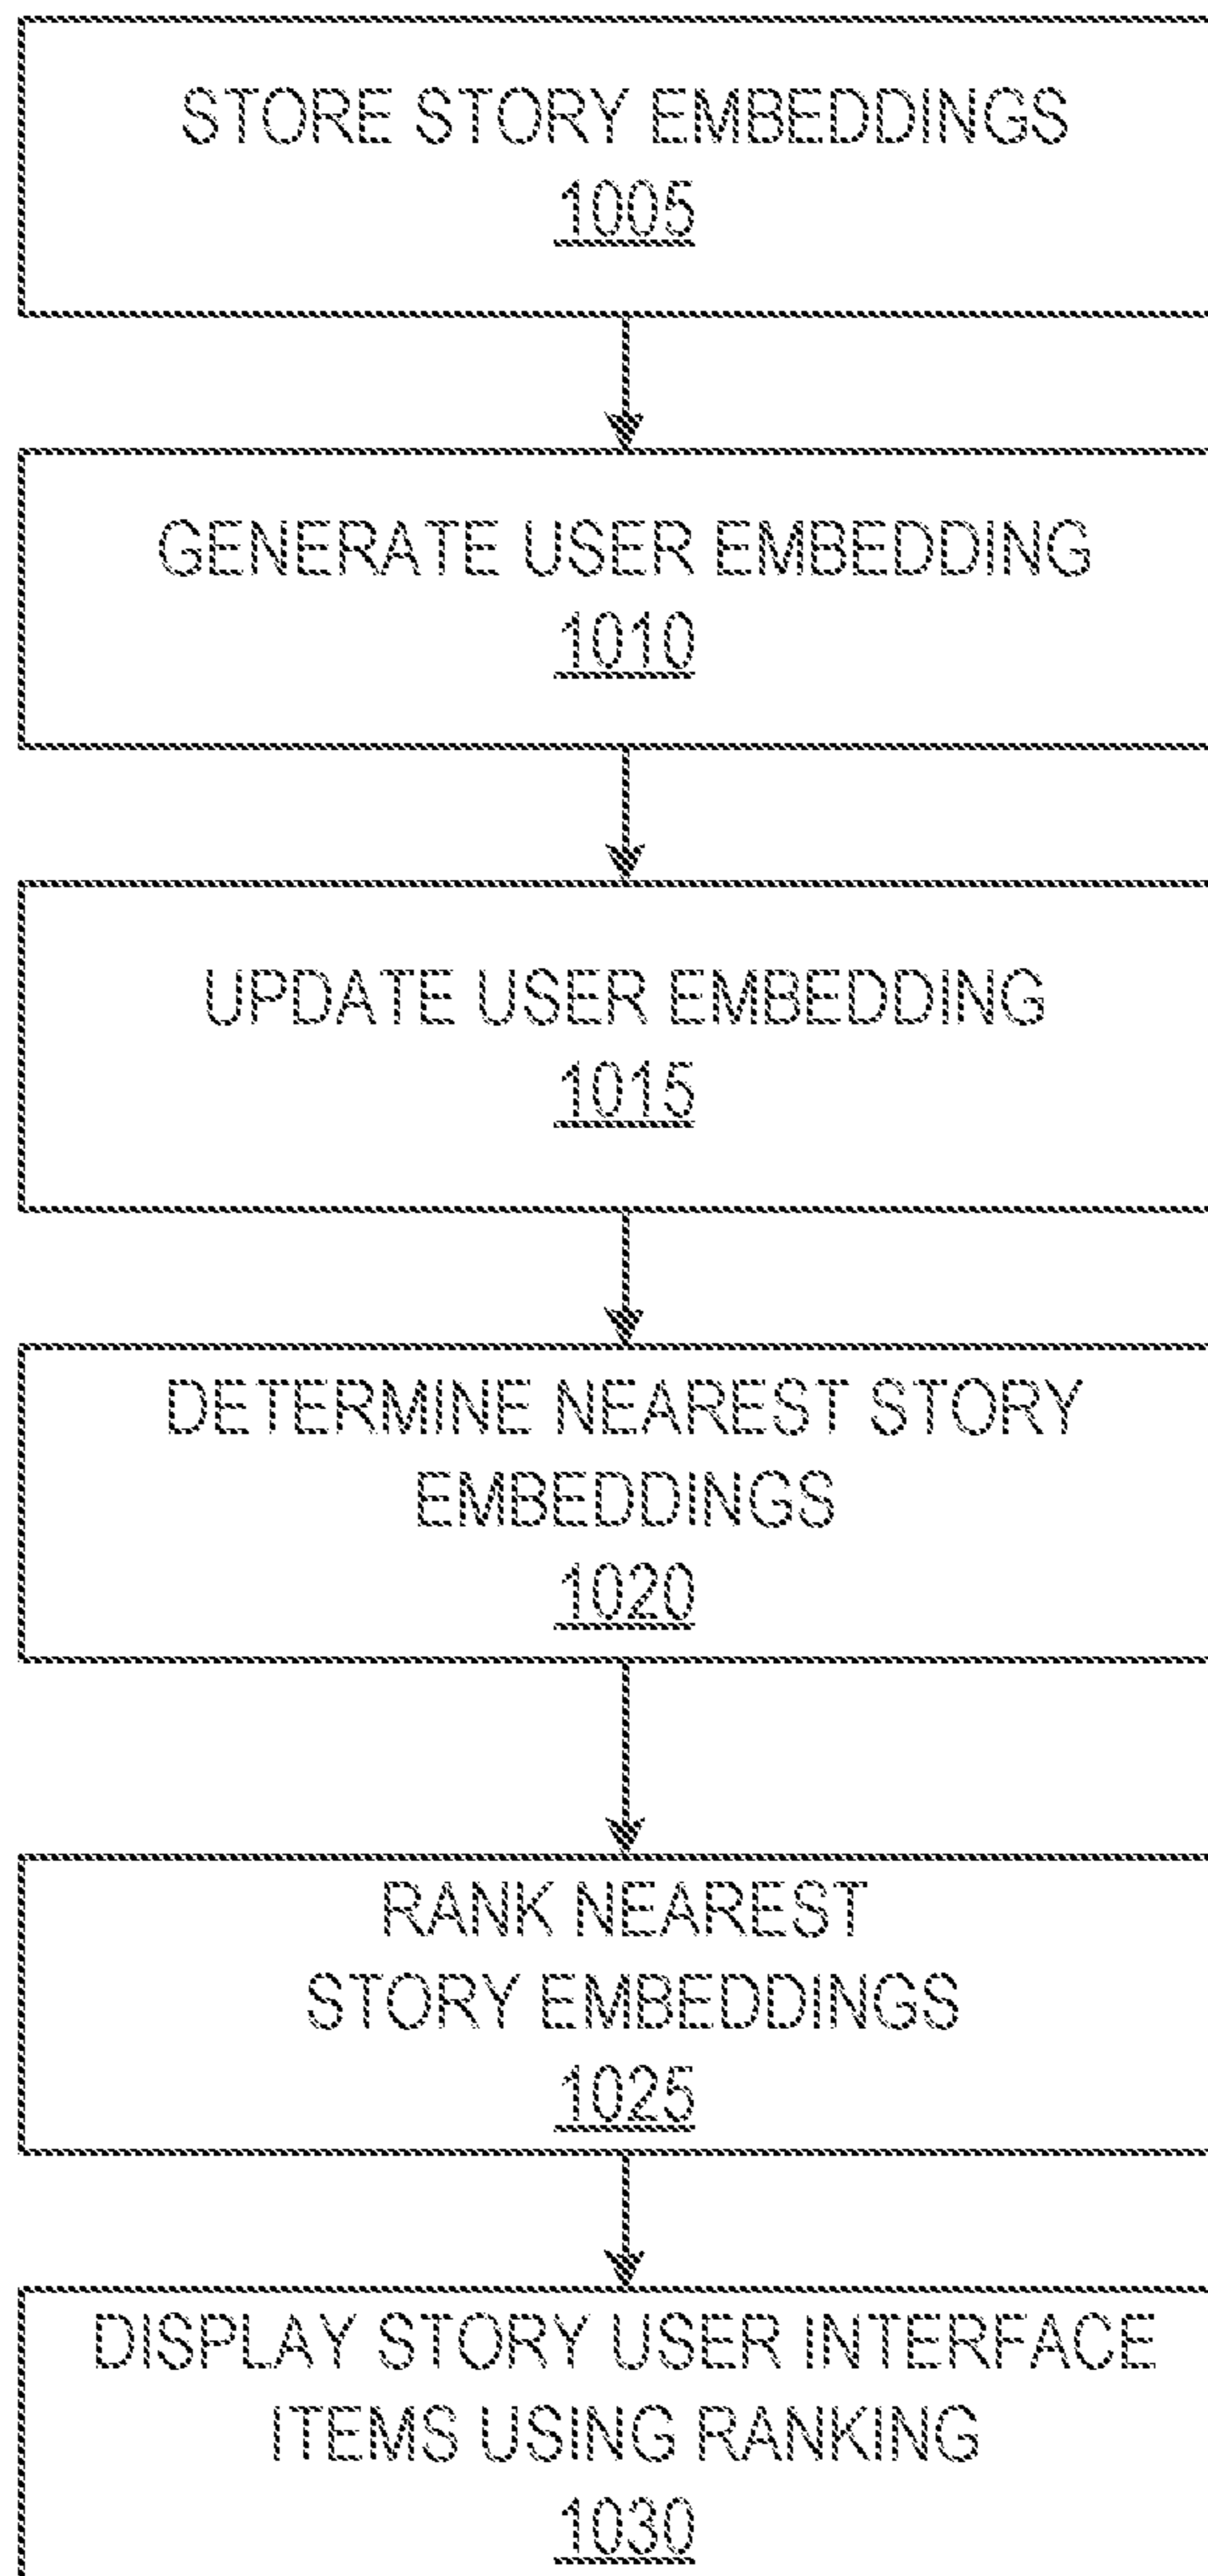 STORE STORY EMBEDDINGS
1005
GENERATE USER EMBEDDING
1010
UPDATE USER EMBEDDING
1015
DETERMINE NEAREST STORY
EMBEDDINGS
1020
RANK NEAREST
STORY EMBEDDINGS
1025
DISPLAY STORY USER INTERFACE
ITEMS USING RANKING
1030